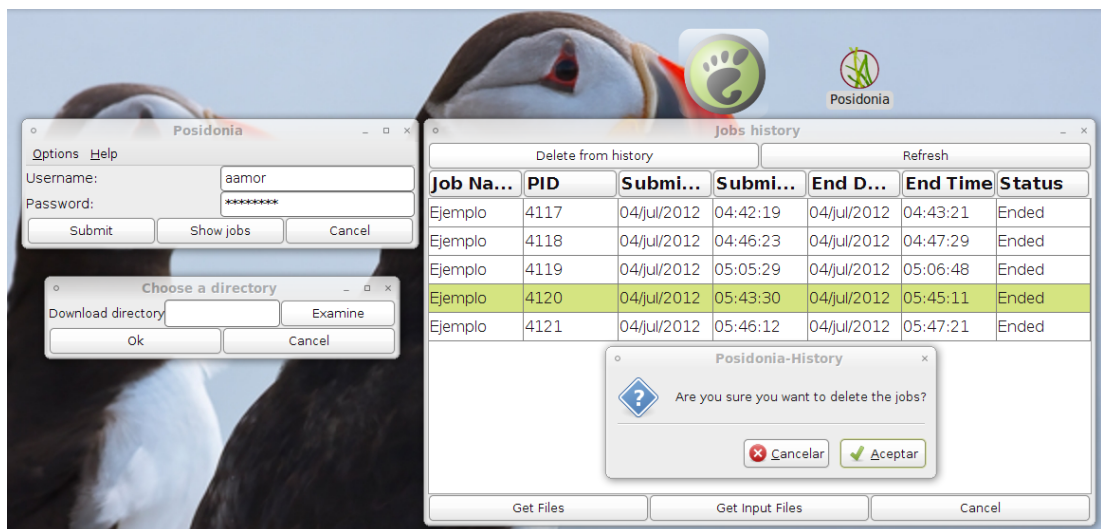 Posidonia
Posidonia
Options Help
Username: aamor
Password: ********
Submit Show jobs Cancel
Choose a directory
Download directory Examine
Ok Cancel
Jobs history
Delete from history Refresh
Job Na... PID Submi... Submi... End D... End Time Status
Ejemplo 4117 04/jul/2012 04:42:19 04/jul/2012 04:43:21 Ended
Ejemplo 4118 04/jul/2012 04:46:23 04/jul/2012 04:47:29 Ended
Ejemplo 4119 04/jul/2012 05:05:29 04/jul/2012 05:06:48 Ended
Ejemplo 4120 04/jul/2012 05:43:30 04/jul/2012 05:45:11 Ended
Ejemplo 4121 04/jul/2012 05:46:12 04/jul/2012 05:47:21 Ended
Posidonia-History
Are you sure you want to delete the jobs?
Cancelar Aceptar
Get Files Get Input Files Cancel